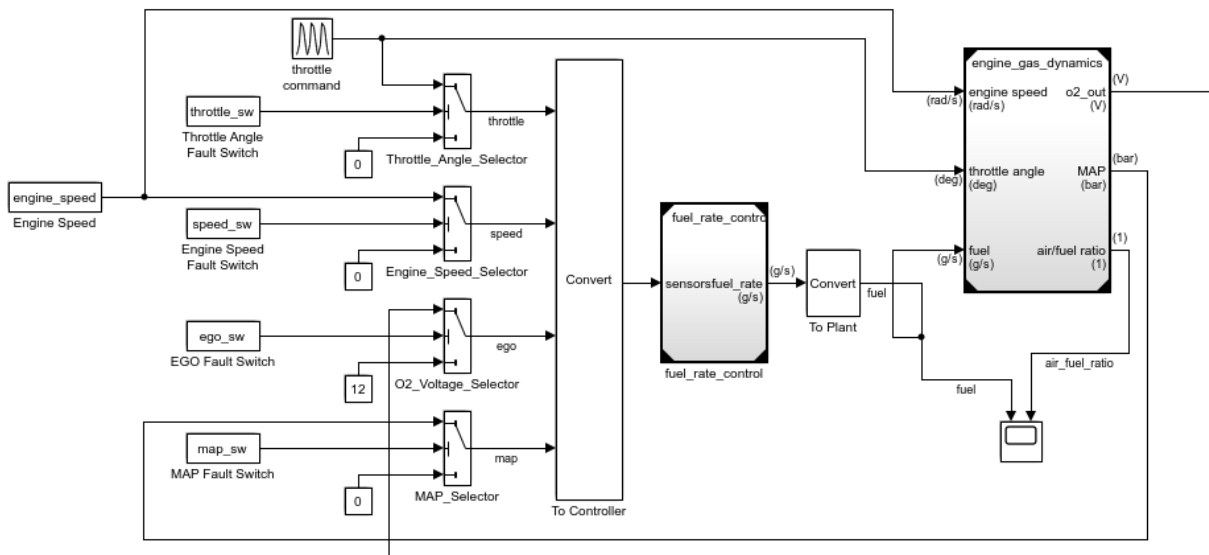 throttle
command
throttle_sw
Throttle Angle
Fault Switch
0
Throttle_Angle_Selector
throttle
engine_speed
Engine Speed
speed_sw
Engine Speed
Fault Switch
0
Engine_Speed_Selector
speed
ego_sw
EGO Fault Switch
12
O2_Voltage_Selector
ego
map_sw
MAP Fault Switch
0
MAP_Selector
map
Convert
To Controller
fuel_rate_contro
sensors
fuel_rate
(g/s)
fuel_rate_control
(g/s)
Convert
To Plant
fuel
engine_gas_dynamics
(rad/s)
engine speed
(rad/s)
(deg)
throttle angle
(deg)
(g/s)
fuel
(g/s)
o2_out
(V)
(V)
MAP
(bar)
(bar)
air/fuel ratio
(1)
(1)
air_fuel_ratio
fuel